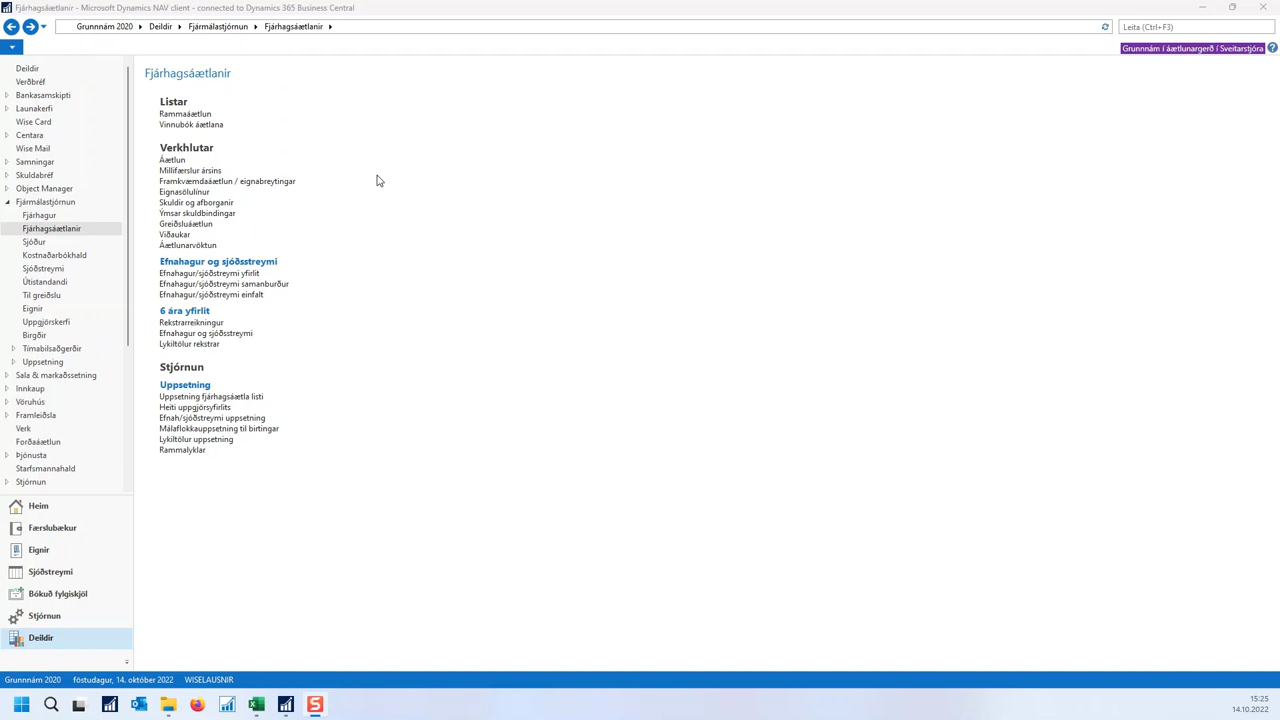 Fjárhagsáætlanir - Microsoft Dynamics NAV client - connected to Dynamics 365 Business Central
Grunnnám 2020 Deildir Fjármálastjórnun Fjárhagsáætlanir
Leita (Ctrl+F3)
Grunnnám í áætlunargerð í Sveitarstjóra
Deildir
Verðbréf
Bankasamskipti
Launakerfi
Wise Card
Centara
Wise Mail
Samningar
Skuldabréf
Object Manager
Fjármálastjórnun
Fjárhagur
Fjárhagsáætlanir
Sjóður
Kostnaðarbókhald
Sjóðstreymi
Útistandandi
Til greiðslu
Eignir
Uppgjörskerfi
Birgðir
Tímabilsaðgerðir
Uppsetning
Sala & markaðssetning
Innkaup
Vöruhús
Framleiðsla
Verk
Forðaáætlun
Þjónusta
Starfsmannahald
Stjórnun
Heim
Færslubækur
Eignir
Sjóðstreymi
Bókuð fylgiskjöl
Stjórnun
Deildir
Fjárhagsáætlanir
Listar
Rammaáætlun
Vinnubók áætlana
Verkhlutar
Áætlun
Millifærslur ársins
Framkvæmdaáætlun / eignabreytingar
Eignasölulínur
Skuldir og afborganir
Ýmsar skuldbindingar
Greiðsluáætlun
Viðaukar
Áætlunarvöktun
Efnahagur og sjóðsstreymi
Efnahagur/sjóðstreymi yfirlit
Efnahagur/sjóðstreymi samanburður
Efnahagur/sjóðstreymi einfalt
6 ára yfirlit
Rekstrarreikningur
Efnahagur og sjóðsstreymi
Lykiltölur rekstrar
Stjórnun
Uppsetning
Uppsetning fjárhagsáætla listi
Heiti uppgjörsyfirlits
Efnah/sjóðstreymi uppsetning
Málaflokkauppsetning til birtingar
Lykiltölur uppsetning
Rammalyklar
Grunnnám 2020 föstudagur, 14. október 2022 WISELAUSNIR
15:25
14.10.2022